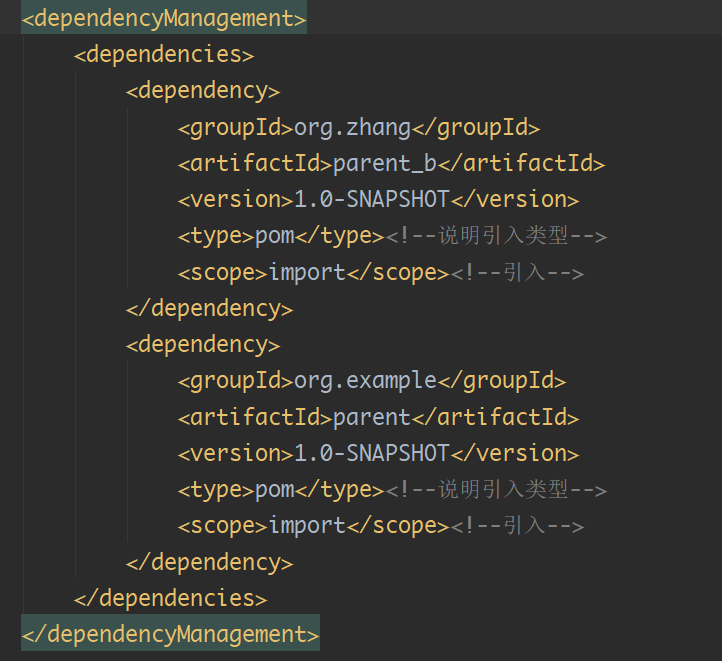 <dependencyManagement>
<dependencies>
<dependency>
<groupId>org.zhang</groupId>
<artifactId>parent_b</artifactId>
<version>1.0-SNAPSHOT</version>
<type>pom</type><!--说明引入类型-->
<scope>import</scope><!--引入-->
</dependency>
<dependency>
<groupId>org.example</groupId>
<artifactId>parent</artifactId>
<version>1.0-SNAPSHOT</version>
<type>pom</type><!--说明引入类型-->
<scope>import</scope><!--引入-->
</dependency>
</dependencies>
</dependencyManagement>